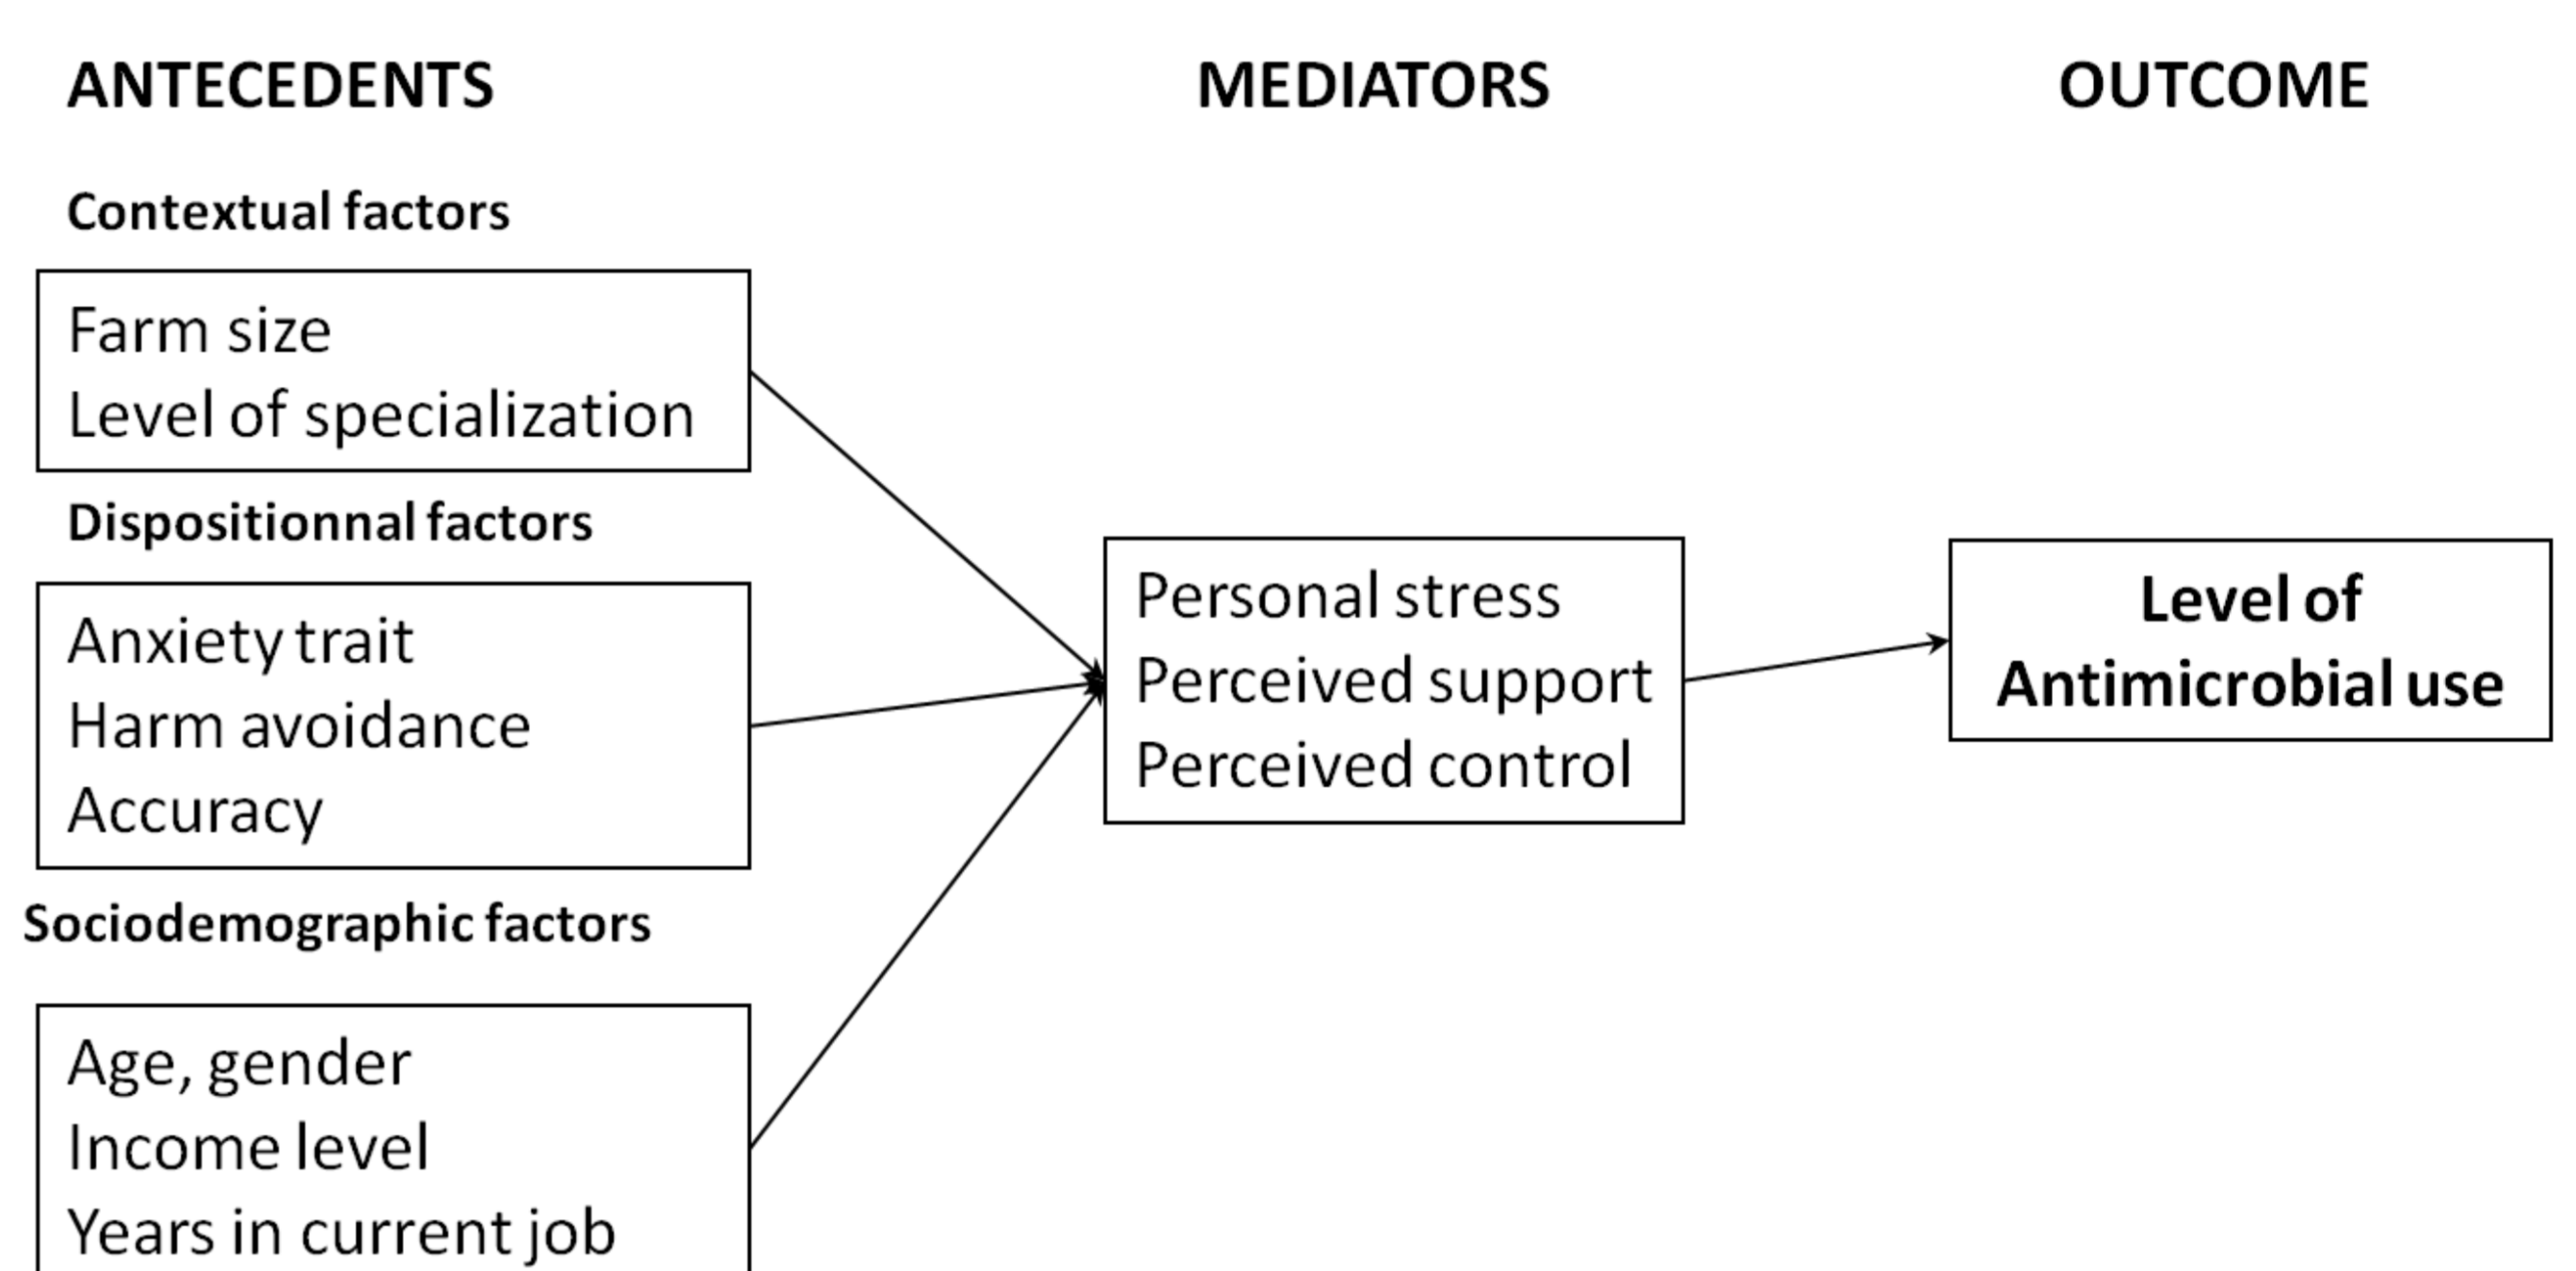 ANTECEDENTS
MEDIATORS
OUTCOME
Contextual factors
Farm size
Level of specialization
Dispositionnal factors
Anxiety trait
Harm avoidance
Accuracy
Sociodemographic factors
Age, gender
Income level
Years in current job
Personal stress
Perceived support
Perceived control
Level of
Antimicrobial use